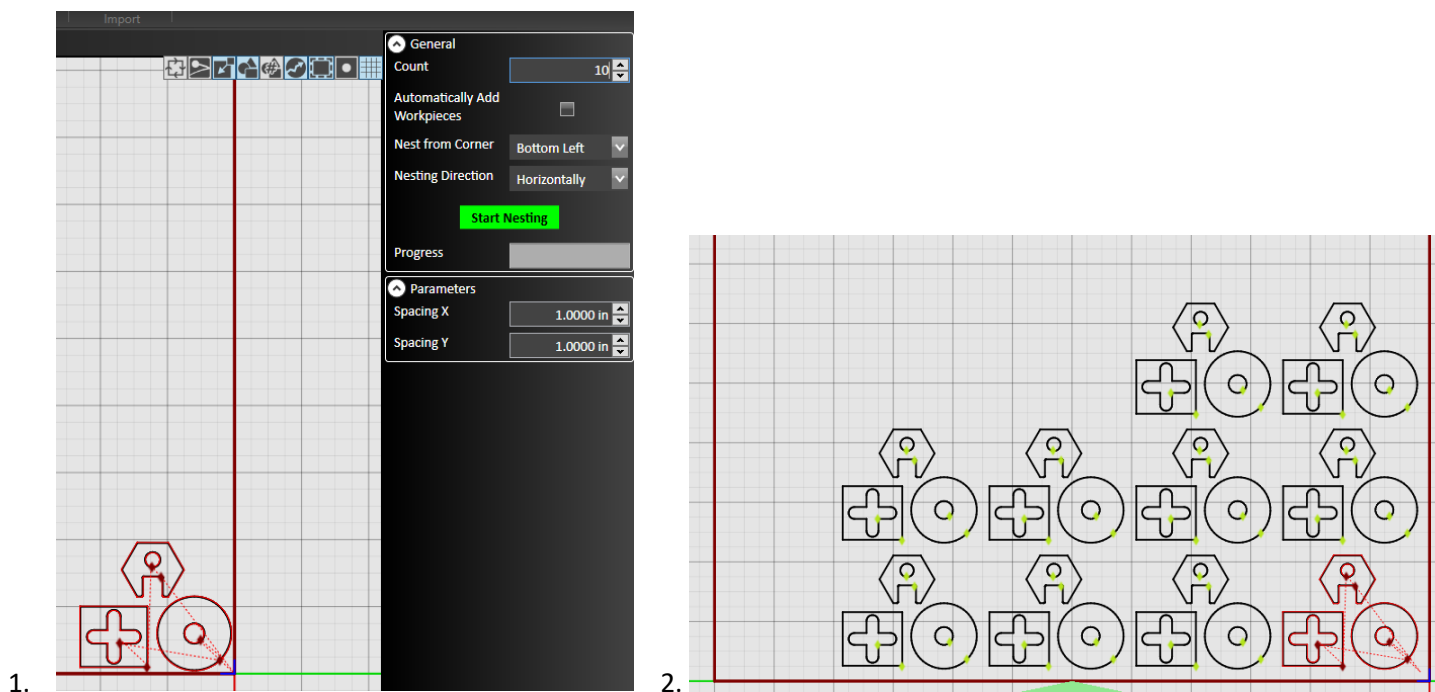 Import
General
Count 10
Automatically Add
Workpieces
Nest from Corner Bottom Left
Nesting Direction Horizontally
Start Nesting
Progress
Parameters
Spacing X 1.0000 in
Spacing Y 1.0000 in
1. 2.